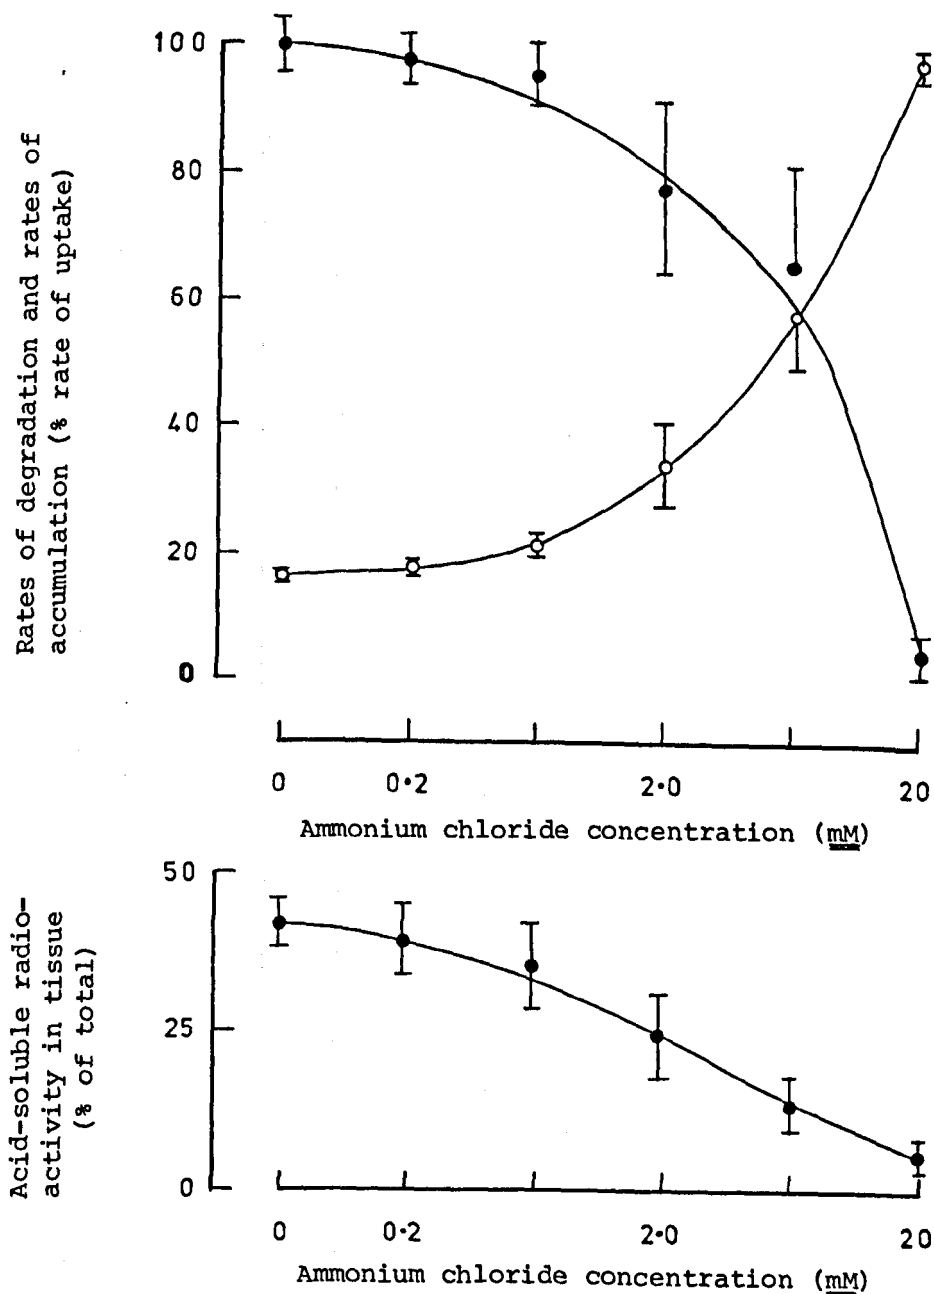 Rates of degradation and rates of
accumulation (% rate of uptake)
100
80
60
40
20
0
0
0·2
2·0
20
Ammonium chloride concentration (mM)
Acid-soluble radio-
activity in tissue
(% of total)
50
25
0
0
0·2
2·0
20
Ammonium chloride concentration (mM)